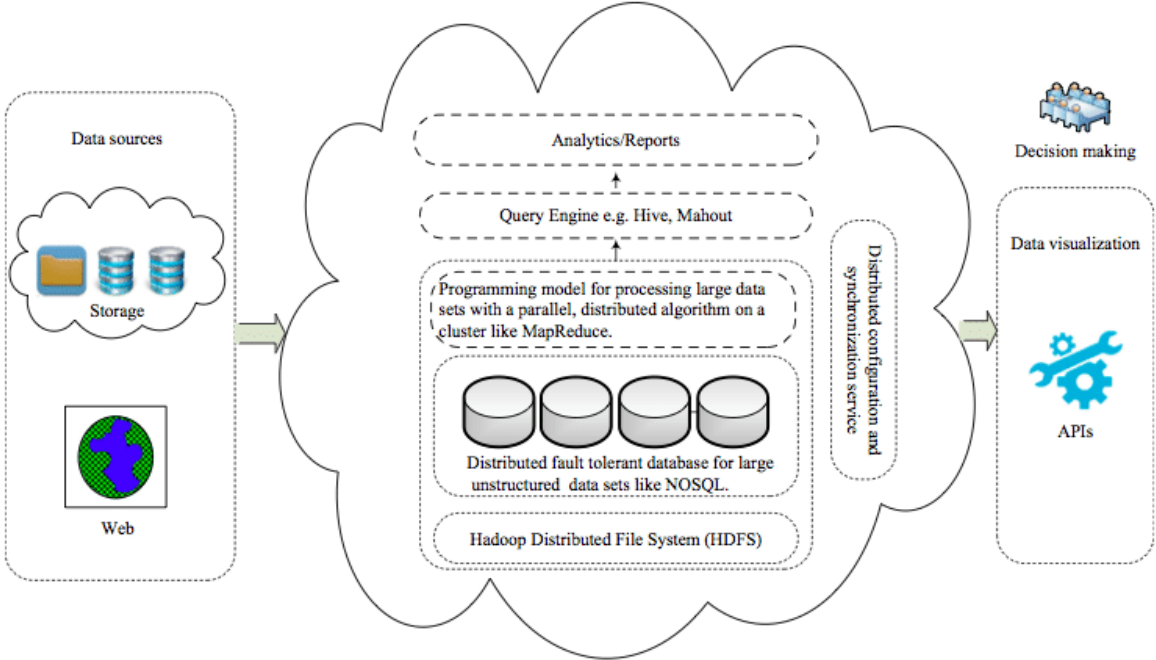 Data sources
Storage
Web
Analytics/Reports
Query Engine e.g. Hive, Mahout
Programming model for processing large data
sets with a parallel, distributed algorithm on a
cluster like MapReduce.
Distributed fault tolerant database for large
unstructured data sets like NOSQL.
Hadoop Distributed File System (HDFS)
Distributed configuration and
synchronization service
Decision making
Data visualization
APIs